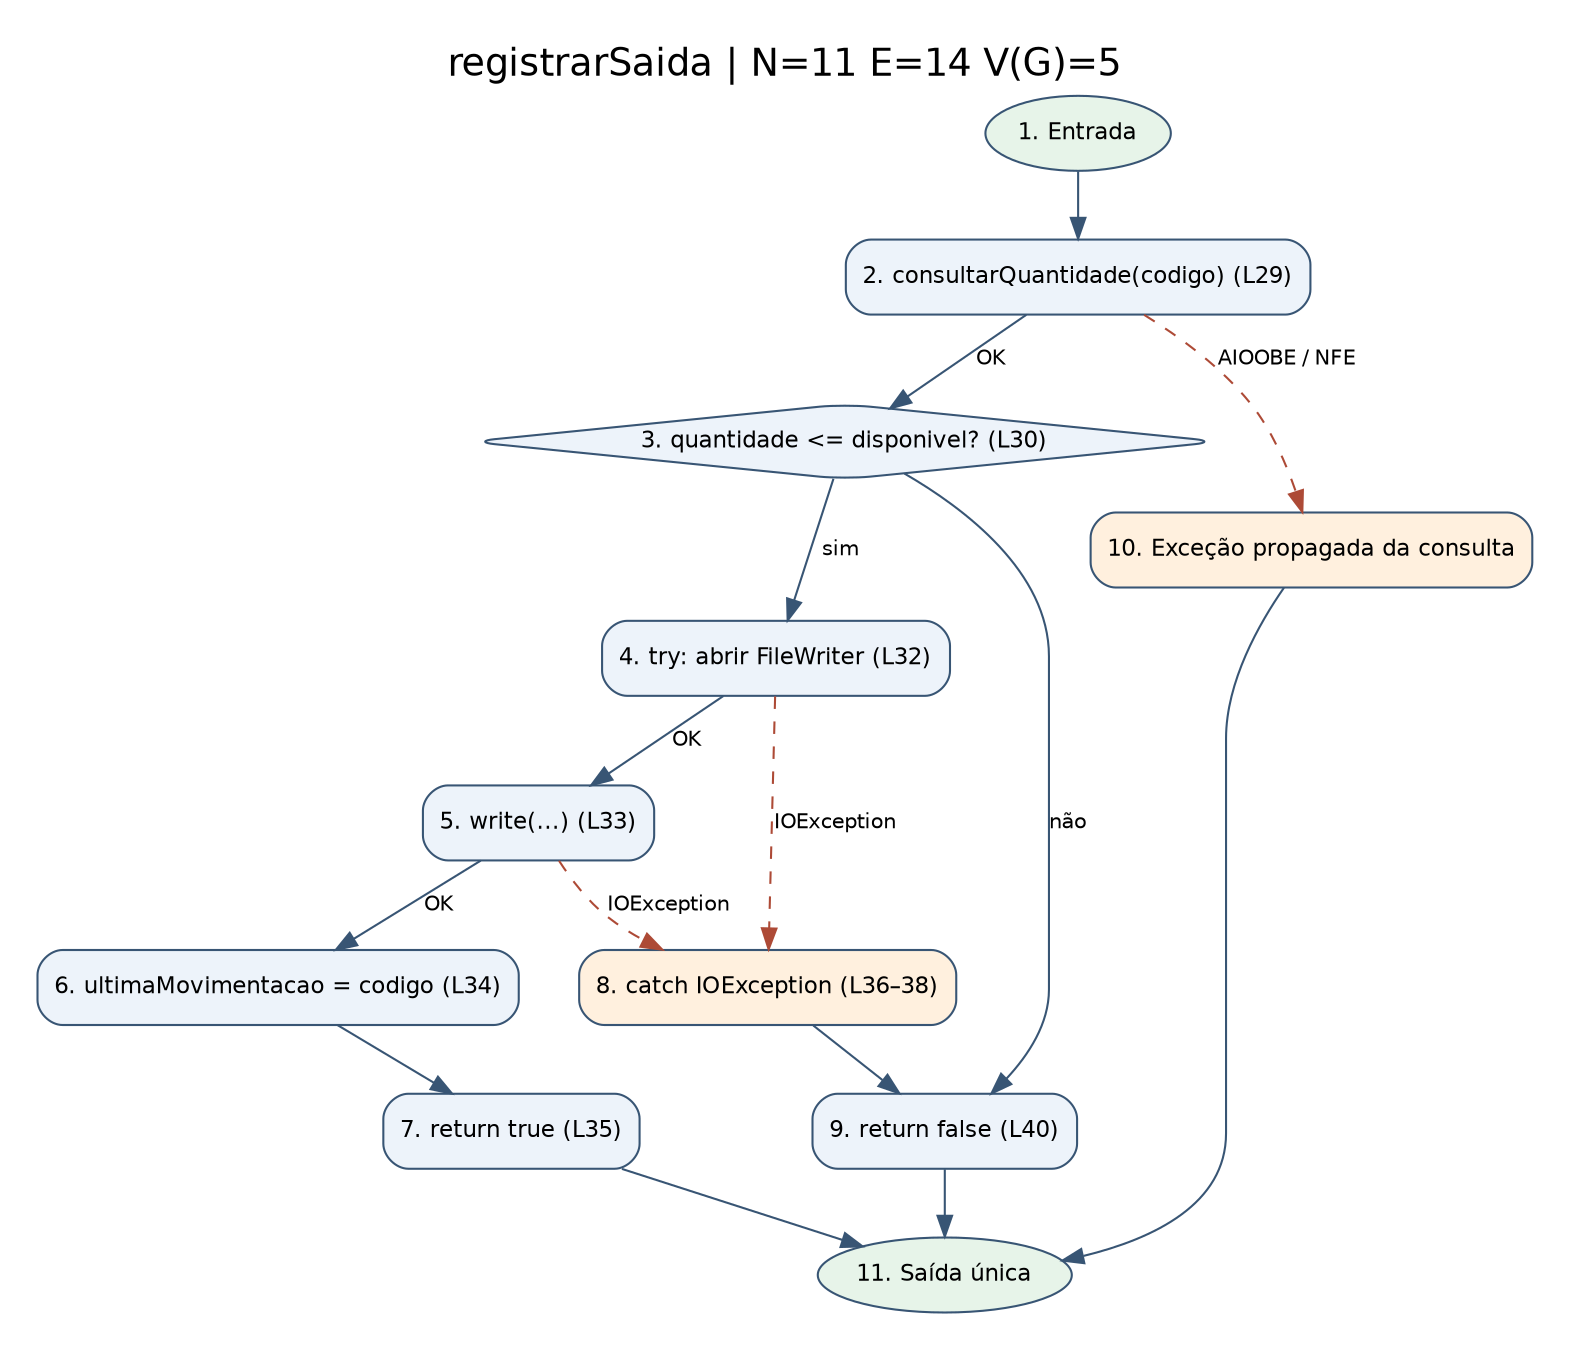 registrarSaida | N=11 E=14 V(G)=5
1. Entrada
2. consultarQuantidade(codigo) (L29)
OK
AIOOBE / NFE
3. quantidade <= disponivel? (L30)
sim
10. Exceção propagada da consulta
4. try: abrir FileWriter (L32)
OK
5. write(...) (L33)
IOException
não
OK
IOException
6. ultimaMovimentacao = codigo (L34)
8. catch IOException (L36–38)
7. return true (L35)
9. return false (L40)
11. Saída única